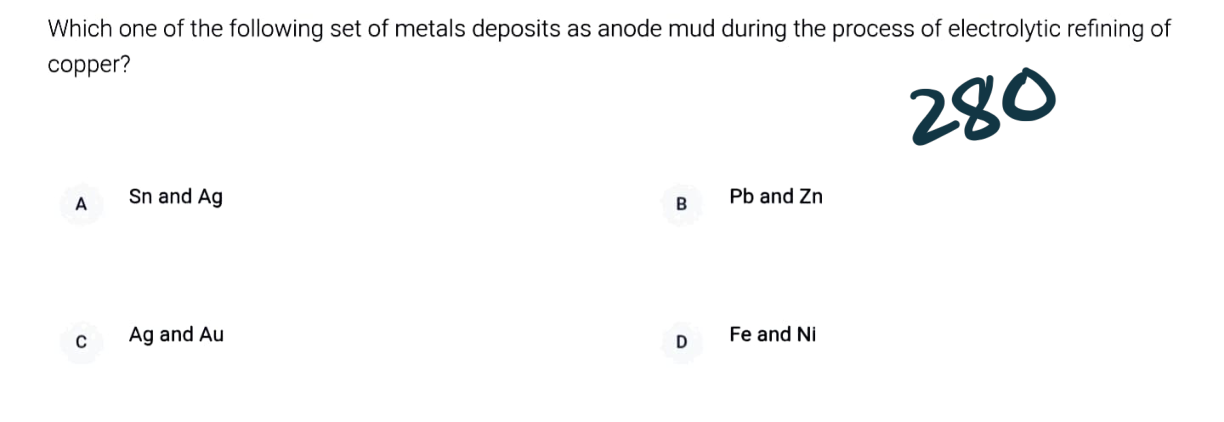 Which one of the following set of metals deposits as anode mud during the process of electrolytic refining of
copper?
280
A Sn and Ag
B Pb and Zn
C Ag and Au
D Fe and Ni